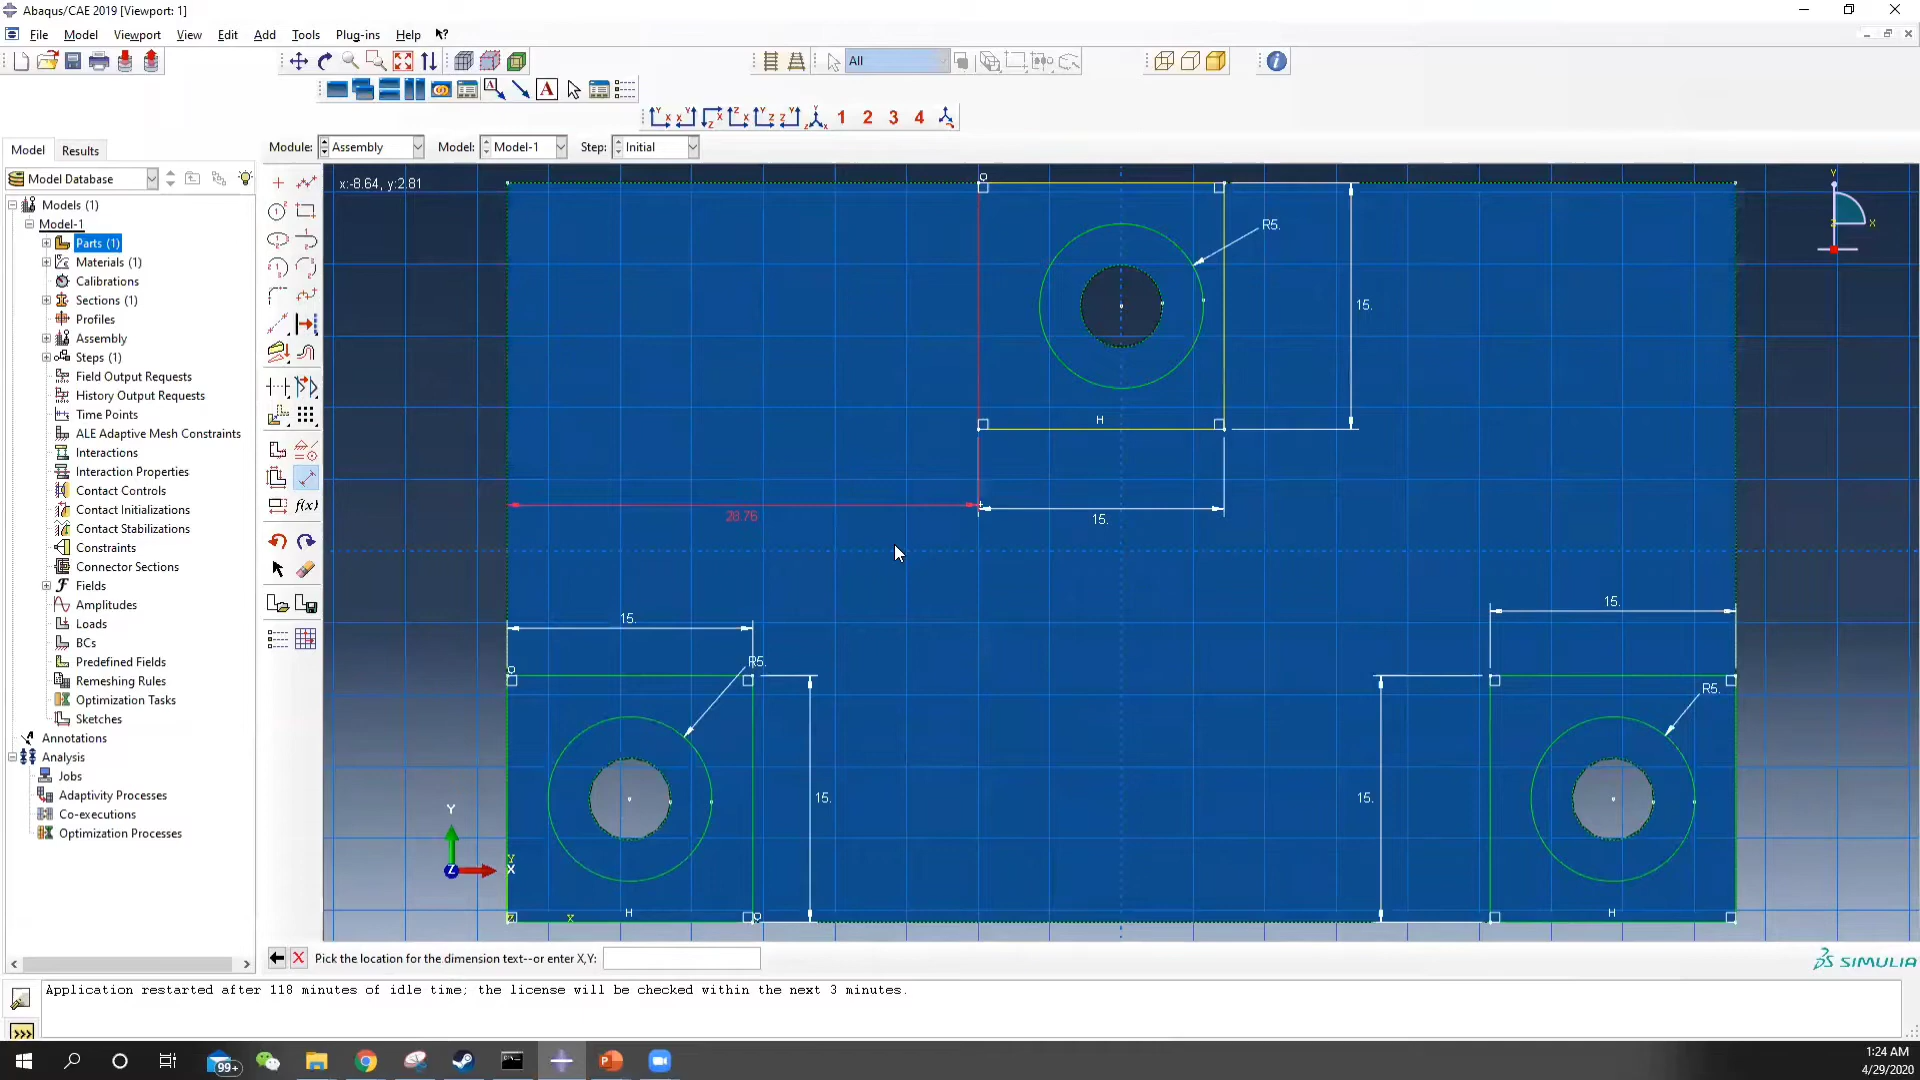 Abaqus/CAE 2019 [Viewport: 1]
File Model Viewport View Edit Add Tools Plug-ins Help
All
1 2 3 4
Model Results
Module: Assembly Model: Model-1 Step: Initial
Model Database
Models (1)
Model-1
Parts (1)
Materials (1)
Calibrations
Sections (1)
Profiles
Assembly
Steps (1)
Field Output Requests
History Output Requests
Time Points
ALE Adaptive Mesh Constraints
Interactions
Interaction Properties
Contact Controls
Contact Initializations
Contact Stabilizations
Constraints
Connector Sections
Fields
Amplitudes
Loads
BCs
Predefined Fields
Remeshing Rules
Optimization Tasks
Sketches
Annotations
Analysis
Jobs
Adaptivity Processes
Co-executions
Optimization Processes
f(x)
x:-8.64, y:2.81
R5.
15.
H
28.76
15.
15.
15.
R5.
R5.
15.
15.
H
H
Y
X
Z
Y
X
Pick the location for the dimension text--or enter X,Y:
SIMULIA
Application restarted after 118 minutes of idle time; the license will be checked within the next 3 minutes.
>>>
99+
1:24 AM
4/29/2020